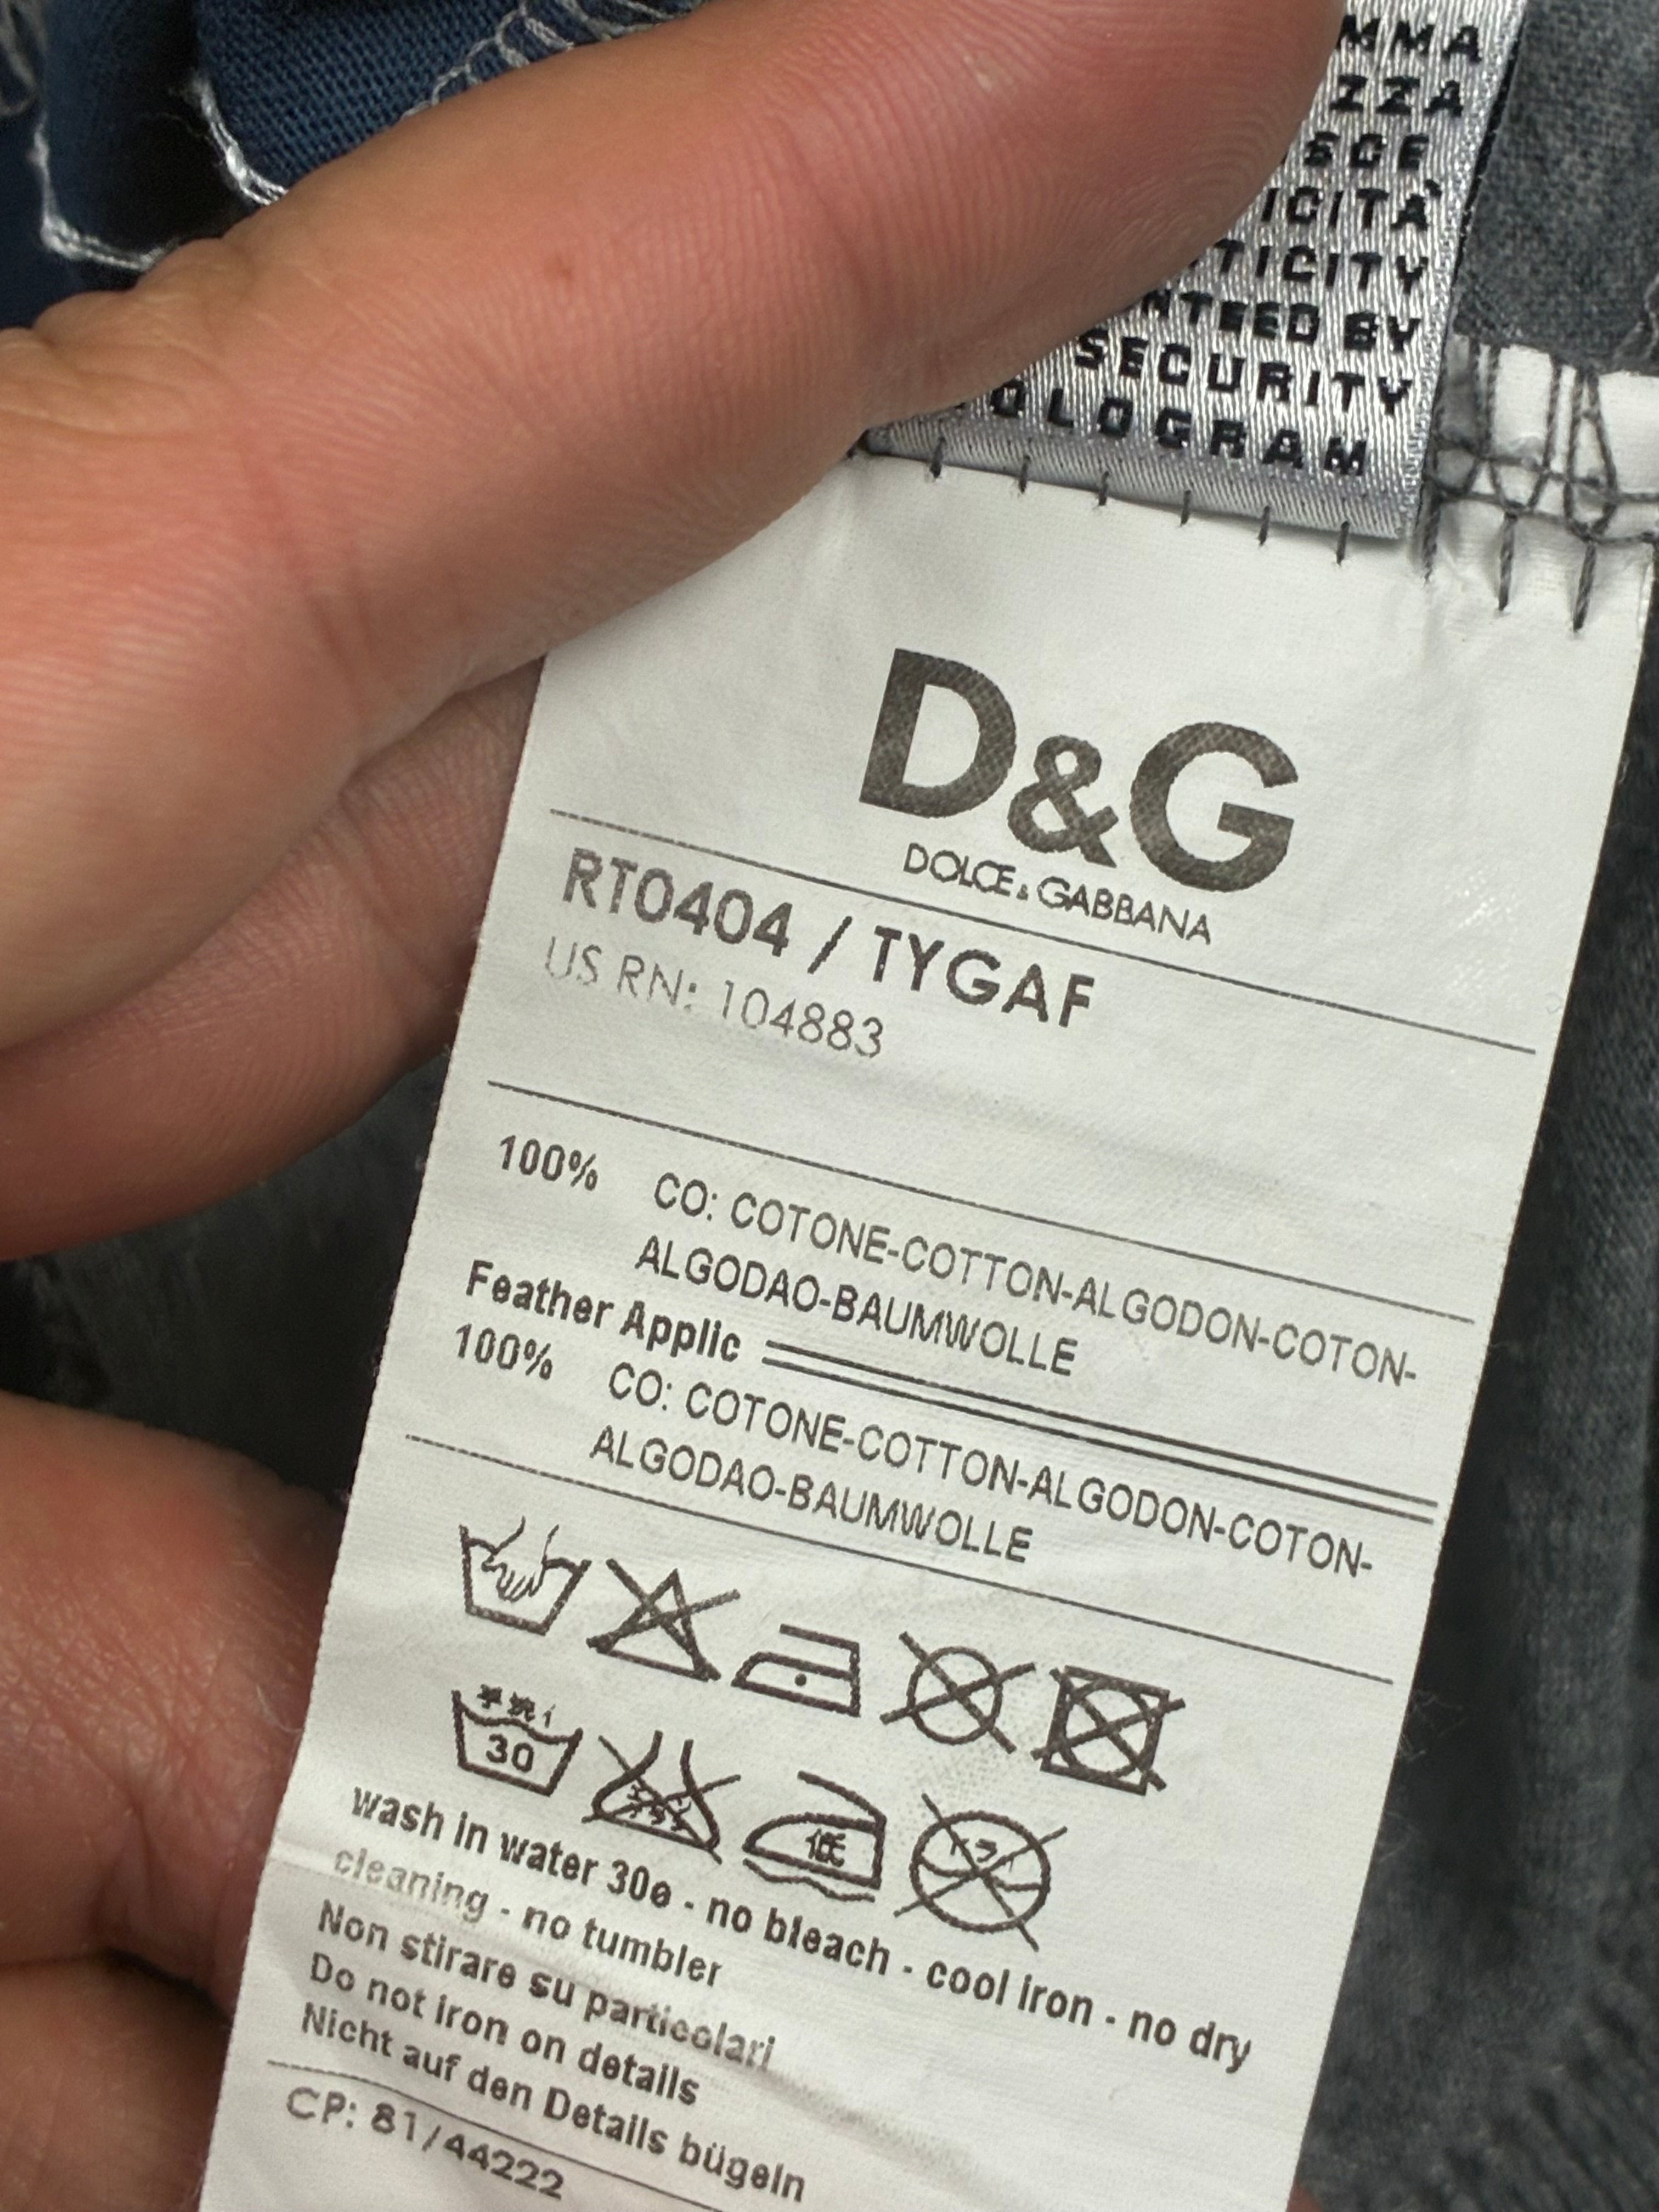 MMA
ZZA
SCE
ICITÀ
TICITY
NTEED BY
SECURITY
OLOGRAM
D&G
DOLCE & GABBANA
RT0404 / TYGAF
US RN: 104883
100% CO: COTONE-COTTON-ALGODON-COTON-
ALGODAO-BAUMWOLLE
Feather Applic
100% CO: COTONE-COTTON-ALGODON-COTON-
ALGODAO-BAUMWOLLE
30
wash in water 30o - no bleach - cool iron - no dry
cleaning - no tumbler
Non stirare su particolari
Do not iron on details
Nicht auf den Details bügeln
CP: 81/44222